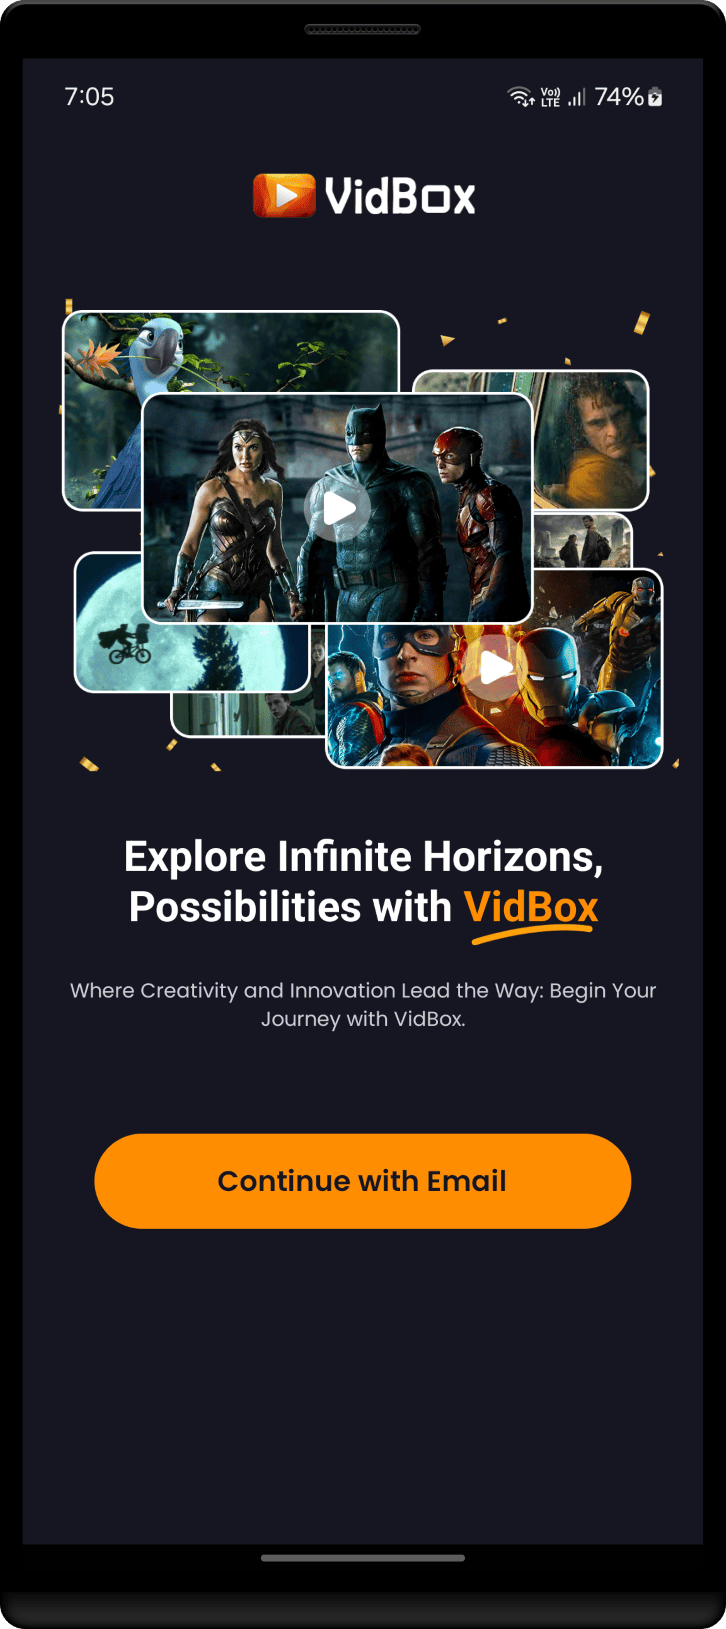 7:05
Vo)) LTE 74%
VidBox
Explore Infinite Horizons,
Possibilities with VidBox
Where Creativity and Innovation Lead the Way: Begin Your
Journey with VidBox.
Continue with Email